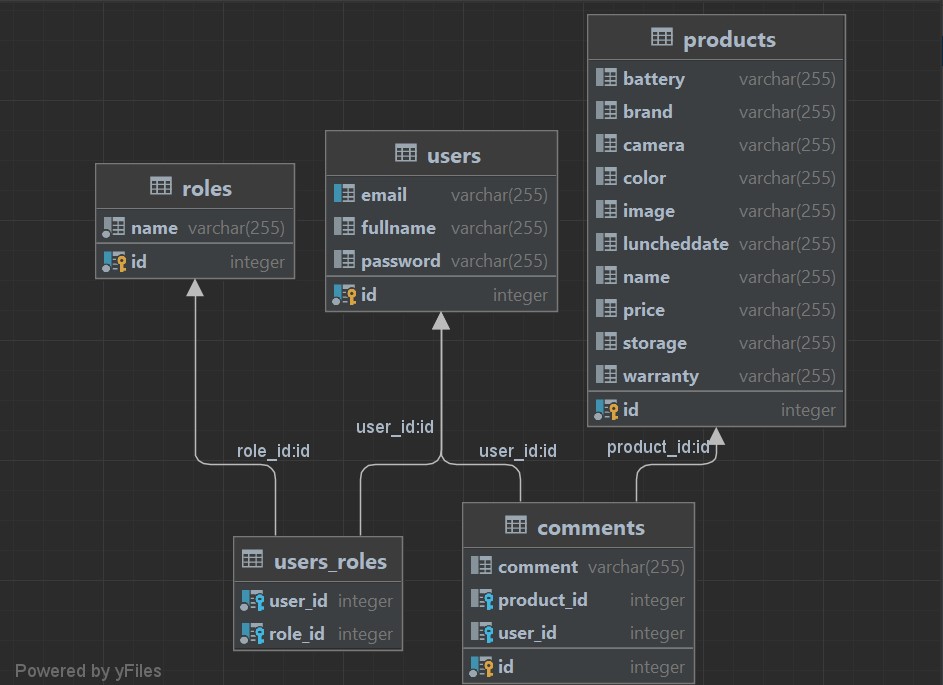 products
battery varchar(255)
brand varchar(255)
camera varchar(255)
color varchar(255)
image varchar(255)
luncheddate varchar(255)
name varchar(255)
price varchar(255)
storage varchar(255)
warranty varchar(255)
id integer
users
email varchar(255)
fullname varchar(255)
password varchar(255)
id integer
roles
name varchar(255)
id integer
role_id:id
user_id:id
user_id:id
product_id:id
users_roles
user_id integer
role_id integer
comments
comment varchar(255)
product_id integer
user_id integer
id integer
Powered by yFiles